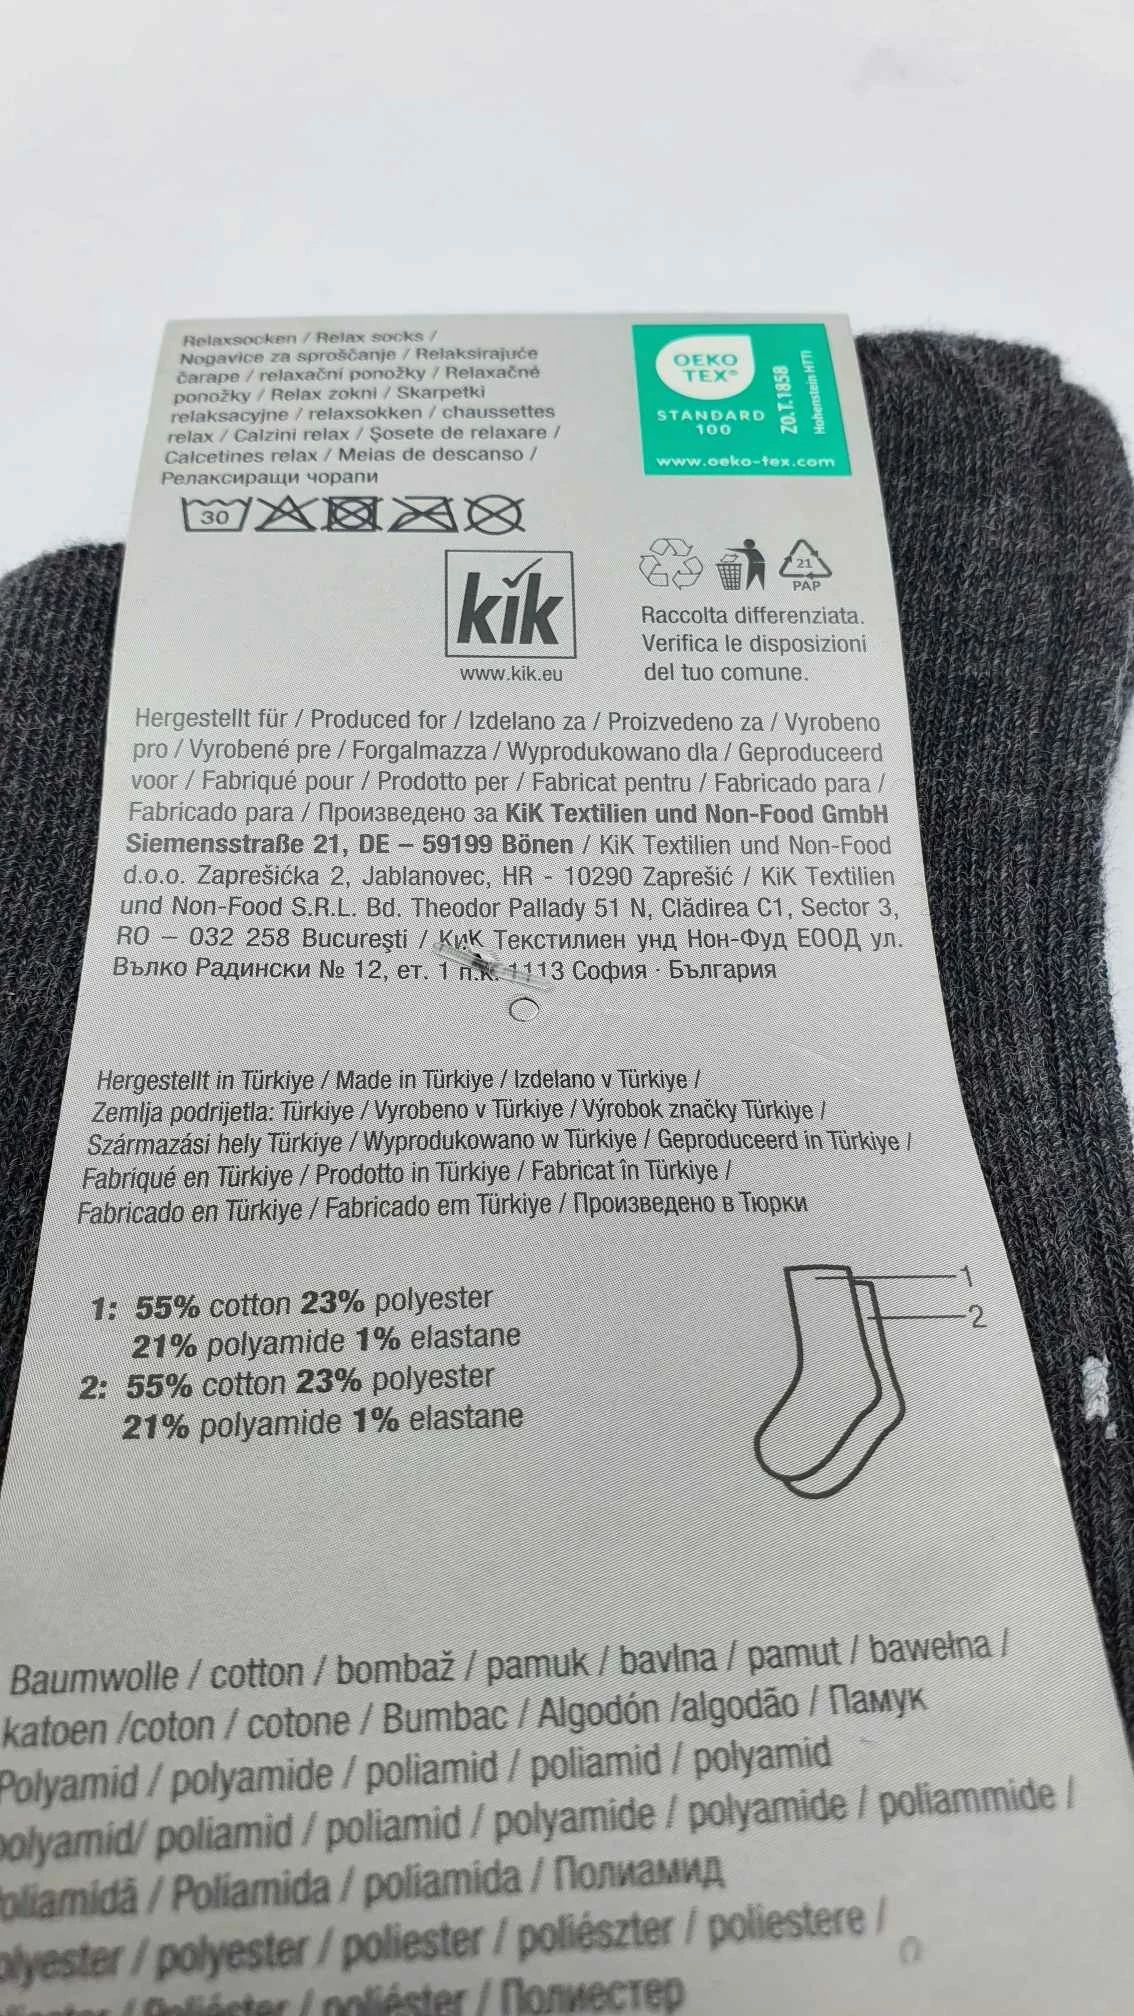 Relaxsocken / Relax socks /
Nogavice za sproščanje / Relaksirajuće
čarape / relaxační ponožky / Relaxačné
ponožky / Relax zokni / Skarpetki
relaksacyjne / relaxsokken / chaussettes
relax / Calzini relax / Şosete de relaxare /
Calcetines relax / Meias de descanso /
Релаксиращи чорапи
OEKO
TEX®
STANDARD
100
ZO.T.1858
Hohenstein HTTI
www.oeko-tex.com
30
kik
www.kik.eu
21
PAP
Raccolta differenziata.
Verifica le disposizioni
del tuo comune.
Hergestellt für / Produced for / Izdelano za / Proizvedeno za / Vyrobeno
pro / Vyrobené pre / Forgalmazza / Wyprodukowano dla / Geproduceerd
voor / Fabriqué pour / Prodotto per / Fabricat pentru / Fabricado para /
Fabricado para / Произведено за KiK Textilien und Non-Food GmbH
Siemensstraße 21, DE – 59199 Bönen / KiK Textilien und Non-Food
d.o.o. Zaprešićka 2, Jablanovec, HR - 10290 Zaprešić / KiK Textilien
und Non-Food S.R.L. Bd. Theodor Pallady 51 N, Clădirea C1, Sector 3,
RO – 032 258 Bucureşti / КиК Текстилиен унд Нон-Фуд ЕООД ул.
Вълко Радински № 12, ет. 1 п.к. 1113 София · България
Hergestellt in Türkiye / Made in Türkiye / Izdelano v Türkiye /
Zemlja podrijetla: Türkiye / Vyrobeno v Türkiye / Výrobok značky Türkiye /
Származási hely Türkiye / Wyprodukowano w Türkiye / Geproduceerd in Türkiye /
Fabriqué en Türkiye / Prodotto in Türkiye / Fabricat în Türkiye /
Fabricado en Türkiye / Fabricado em Türkiye / Произведено в Тюрки
1: 55% cotton 23% polyester
21% polyamide 1% elastane
2: 55% cotton 23% polyester
21% polyamide 1% elastane
1
2
Baumwolle / cotton / bombaž / pamuk / bavlna / pamut / bawełna /
katoen /coton / cotone / Bumbac / Algodón /algodão / Памук
Polyamid / polyamide / poliamid / poliamid / polyamid
polyamid/ poliamid / poliamid / polyamide / polyamide / poliammide /
/ Poliamida / poliamida / Полиамид
/ polyester / poliester / poliészter / poliestere /
/ Poliéster / poliéster / Полиестер